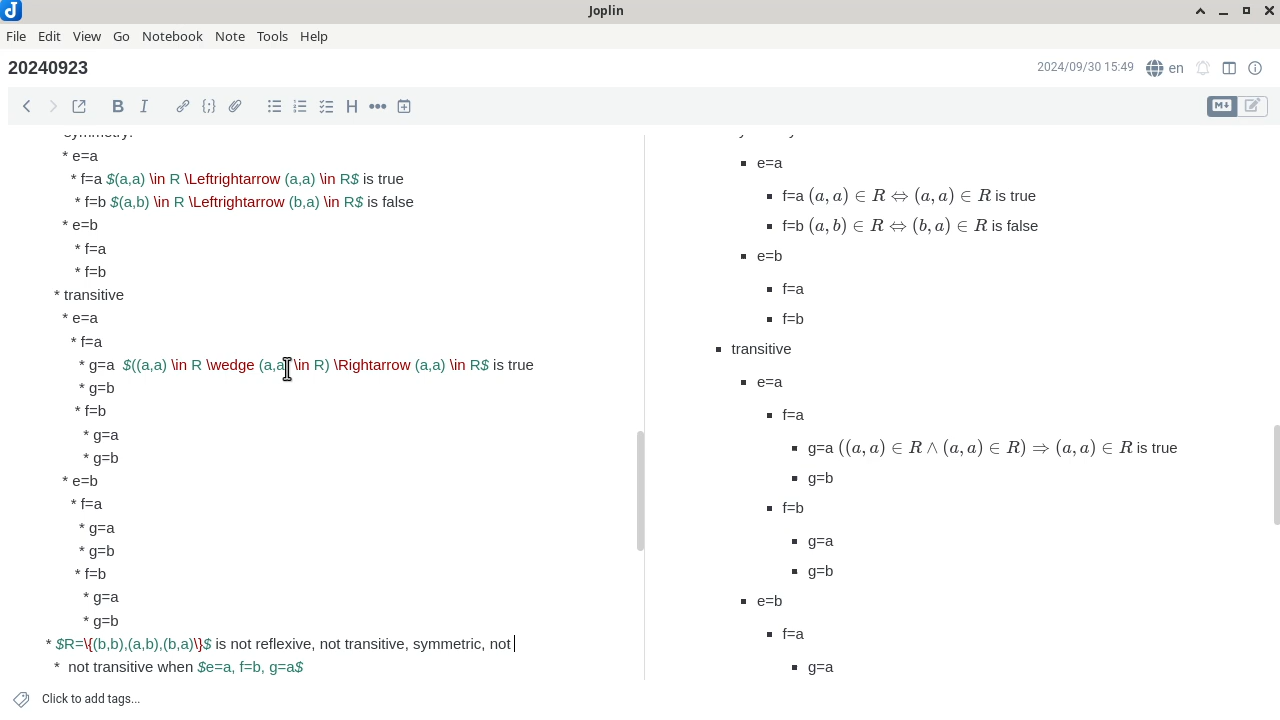 Joplin
File Edit View Go Notebook Note Tools Help
20240923
2024/09/30 15:49 en
* e=a
* f=a $(a,a) \in R \Leftrightarrow (a,a) \in R$ is true
* f=b $(a,b) \in R \Leftrightarrow (b,a) \in R$ is false
* e=b
* f=a
* f=b
* transitive
* e=a
* f=a
* g=a $((a,a) \in R \wedge (a,a) \in R) \Rightarrow (a,a) \in R$ is true
* g=b
* f=b
* g=a
* g=b
* e=b
* f=a
* g=a
* g=b
* f=b
* g=a
* g=b
* $R=\{(b,b),(a,b),(b,a)\}$ is not reflexive, not transitive, symmetric, not
* not transitive when $e=a, f=b, g=a$
e=a
f=a (a, a) ∈ R ⇔ (a, a) ∈ R is true
f=b (a, b) ∈ R ⇔ (b, a) ∈ R is false
e=b
f=a
f=b
transitive
e=a
f=a
g=a ((a, a) ∈ R ∧ (a, a) ∈ R) ⇒ (a, a) ∈ R is true
g=b
f=b
g=a
g=b
e=b
f=a
g=a
Click to add tags...